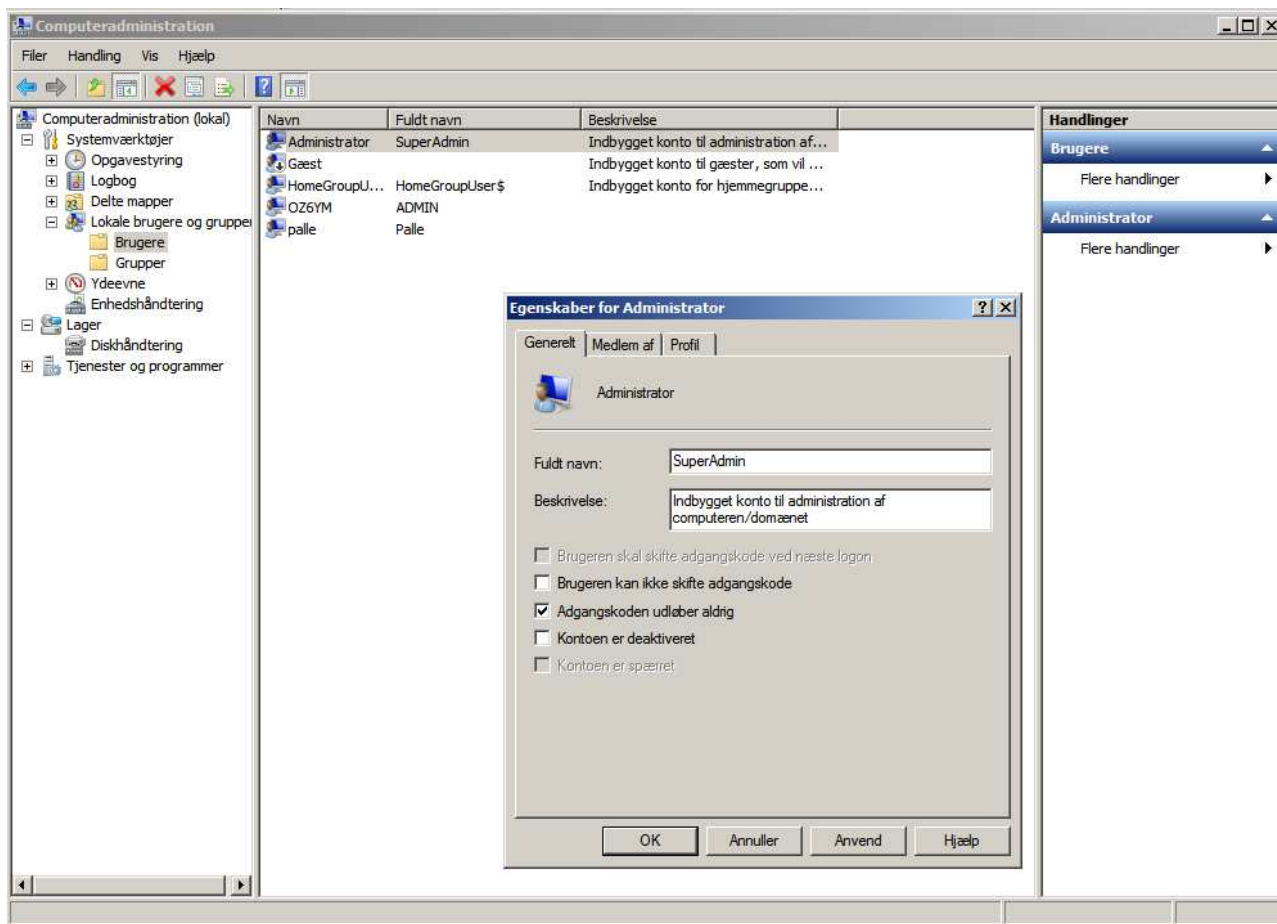 Computeradministration
Filer Handling Vis Hjælp
Computeradministration (lokal)
Systemværktøjer
Opgavestyring
Logbog
Delte mapper
Lokale brugere og grupper
Brugere
Grupper
Ydeevne
Enhedshåndtering
Lager
Diskhåndtering
Tjenester og programmer
Navn Fuldt navn Beskrivelse
Administrator SuperAdmin Indbygget konto til administration af...
Gæst Indbygget konto til gæster, som vil ...
HomeGroupU... HomeGroupUser$ Indbygget konto for hjemmegruppe...
OZ6YM ADMIN
palle Palle
Handlinger
Brugere
Flere handlinger
Administrator
Flere handlinger
Egenskaber for Administrator
Generelt Medlem af Profil
Administrator
Fuldt navn: SuperAdmin
Beskrivelse: Indbygget konto til administration af
computeren/domænet
Brugeren skal skifte adgangskode ved næste logon
Brugeren kan ikke skifte adgangskode
Adgangskoden udløber aldrig
Kontoen er deaktiveret
Kontoen er spærret
OK Annuller Anvend Hjælp